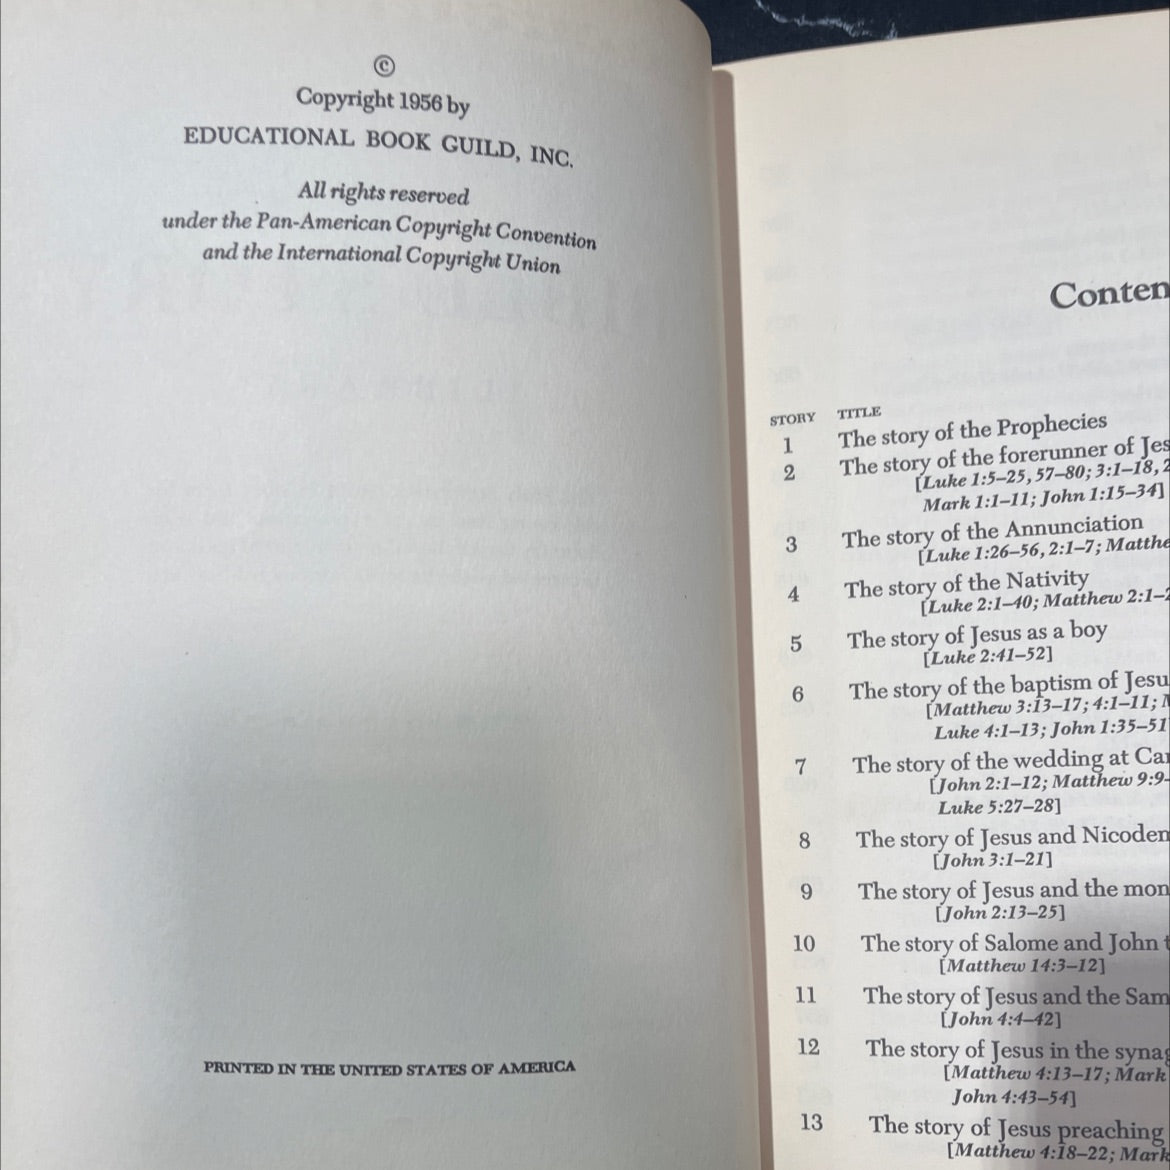 ©
Copyright 1956 by
EDUCATIONAL BOOK GUILD, INC.
All rights reserved
under the Pan-American Copyright Convention
and the International Copyright Union
PRINTED IN THE UNITED STATES OF AMERICA
Conten
STORY TITLE
1 The story of the Prophecies
2 The story of the forerunner of Jes
[Luke 1:5–25, 57–80; 3:1–18, 2
Mark 1:1–11; John 1:15–34]
3 The story of the Annunciation
[Luke 1:26–56, 2:1–7; Matthe
4 The story of the Nativity
[Luke 2:1–40; Matthew 2:1–2
5 The story of Jesus as a boy
[Luke 2:41–52]
6 The story of the baptism of Jesu
[Matthew 3:13–17; 4:1–11; M
Luke 4:1–13; John 1:35–51
7 The story of the wedding at Ca
[John 2:1–12; Matthew 9:9–
Luke 5:27–28]
8 The story of Jesus and Nicodem
[John 3:1–21]
9 The story of Jesus and the mon
[John 2:13–25]
10 The story of Salome and John t
[Matthew 14:3–12]
11 The story of Jesus and the Sam
[John 4:4–42]
12 The story of Jesus in the synag
[Matthew 4:13–17; Mark
John 4:43–54]
13 The story of Jesus preaching
[Matthew 4:18–22; Mark